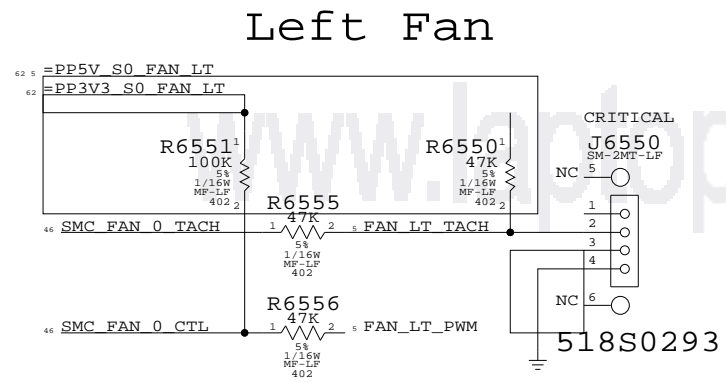 Left Fan
62 5 =PP5V_S0_FAN_LT
62 =PP3V3_S0_FAN_LT
www.laptop
CRITICAL
J6550
SM-2MT-LF
R6551
1
100K
5%
1/16W
MF-LF
402
2
R6550
1
47K
5%
1/16W
MF-LF
402
2
NC 5
1
2
3
4
NC 6
518S0293
46 SMC_FAN_0_TACH
R6555
47K
1 2
5%
1/16W
MF-LF
402
5 FAN_LT_TACH
46 SMC_FAN_0_CTL
R6556
47K
1 2
5%
1/16W
MF-LF
402
5 FAN_LT_PWM